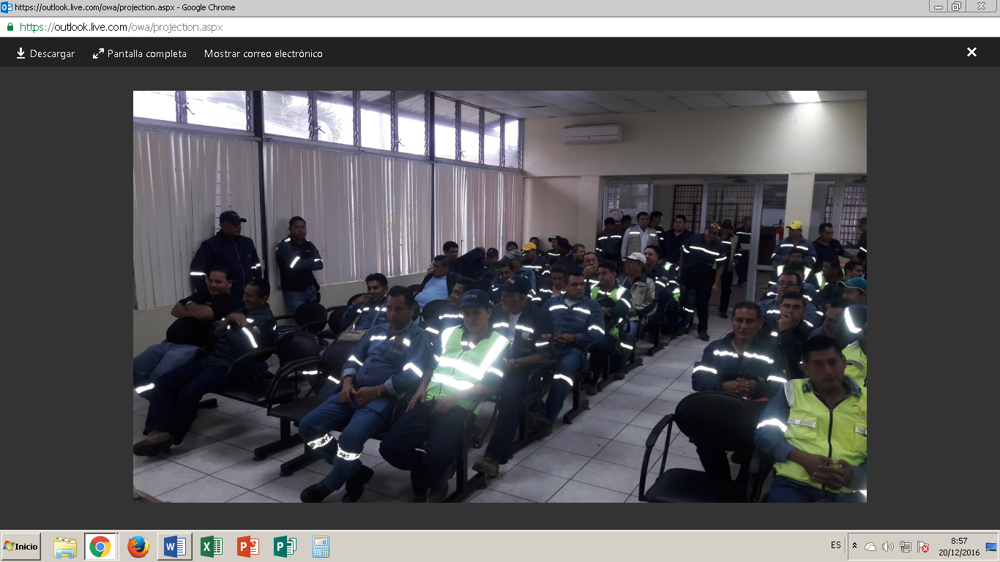 https://outlook.live.com/owa/projection.aspx - Google Chrome
https://outlook.live.com/owa/projection.aspx
Descargar Pantalla completa Mostrar correo electrónico
Inicio
ES
8:57
20/12/2016